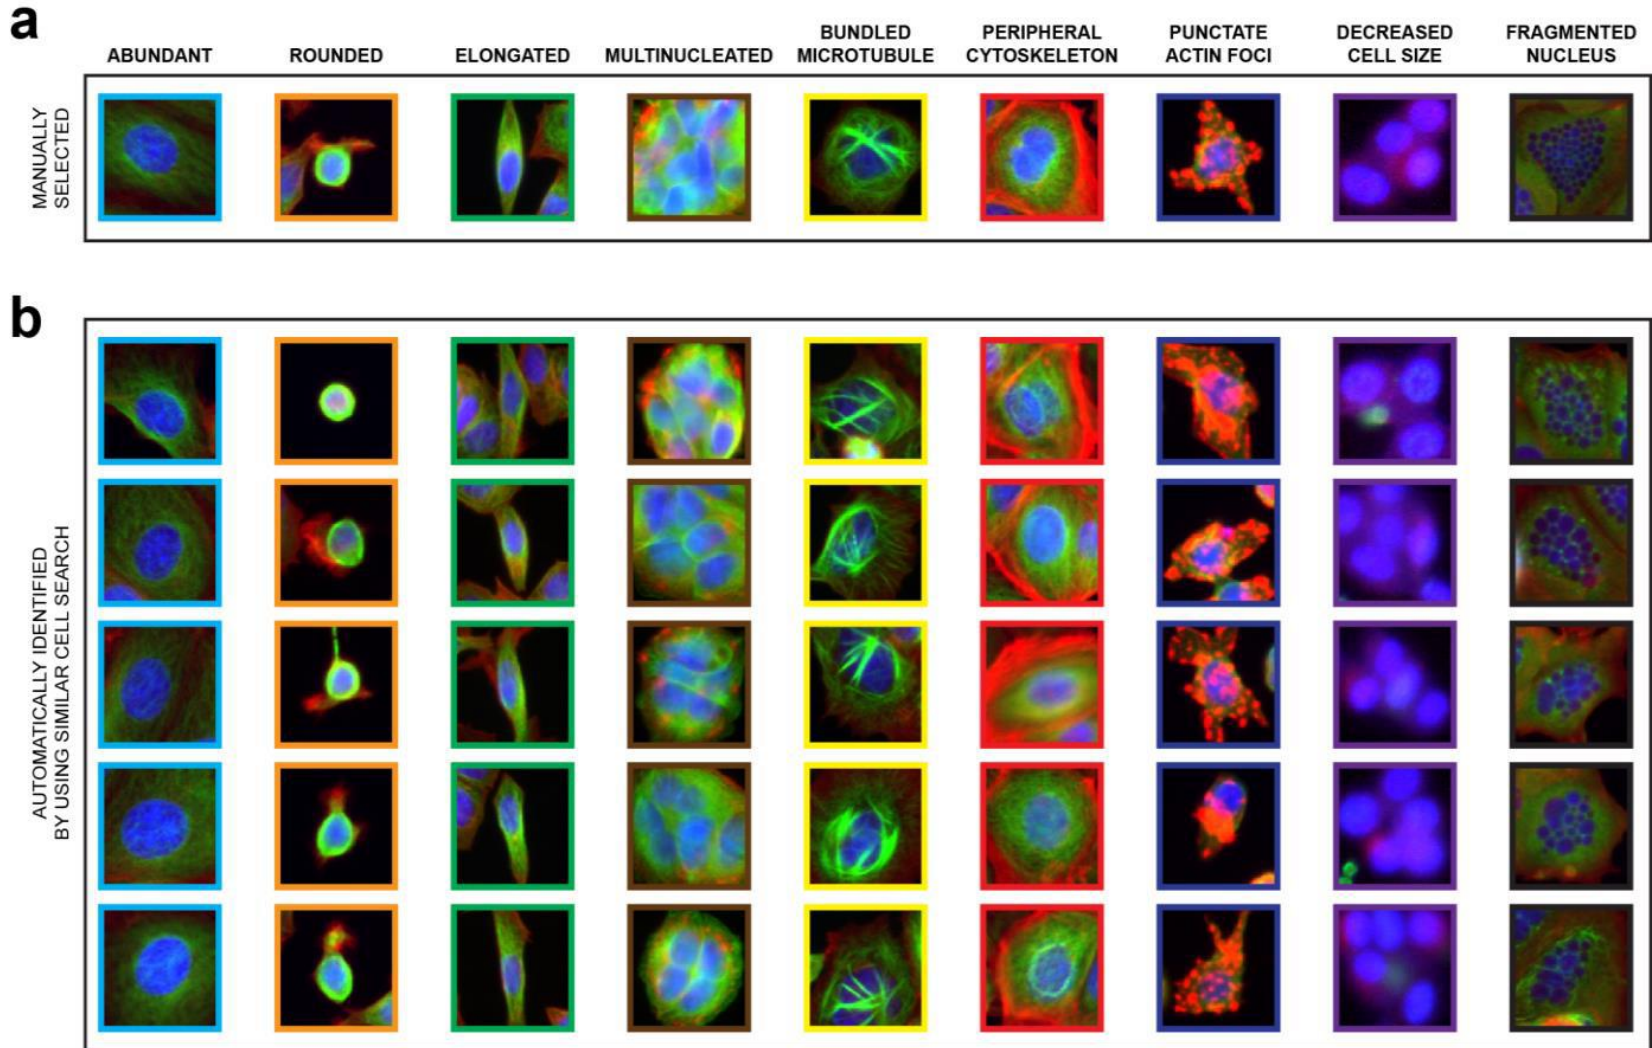 a
ABUNDANT
ROUNDED
ELONGATED
MULTINUCLEATED
BUNDLED
MICROTUBULE
PERIPHERAL
CYTOSKELETON
PUNCTATE
ACTIN FOCI
DECREASED
CELL SIZE
FRAGMENTED
NUCLEUS
MANUALLY
SELECTED
b
AUTOMATICALLY IDENTIFIED
BY USING SIMILAR CELL SEARCH